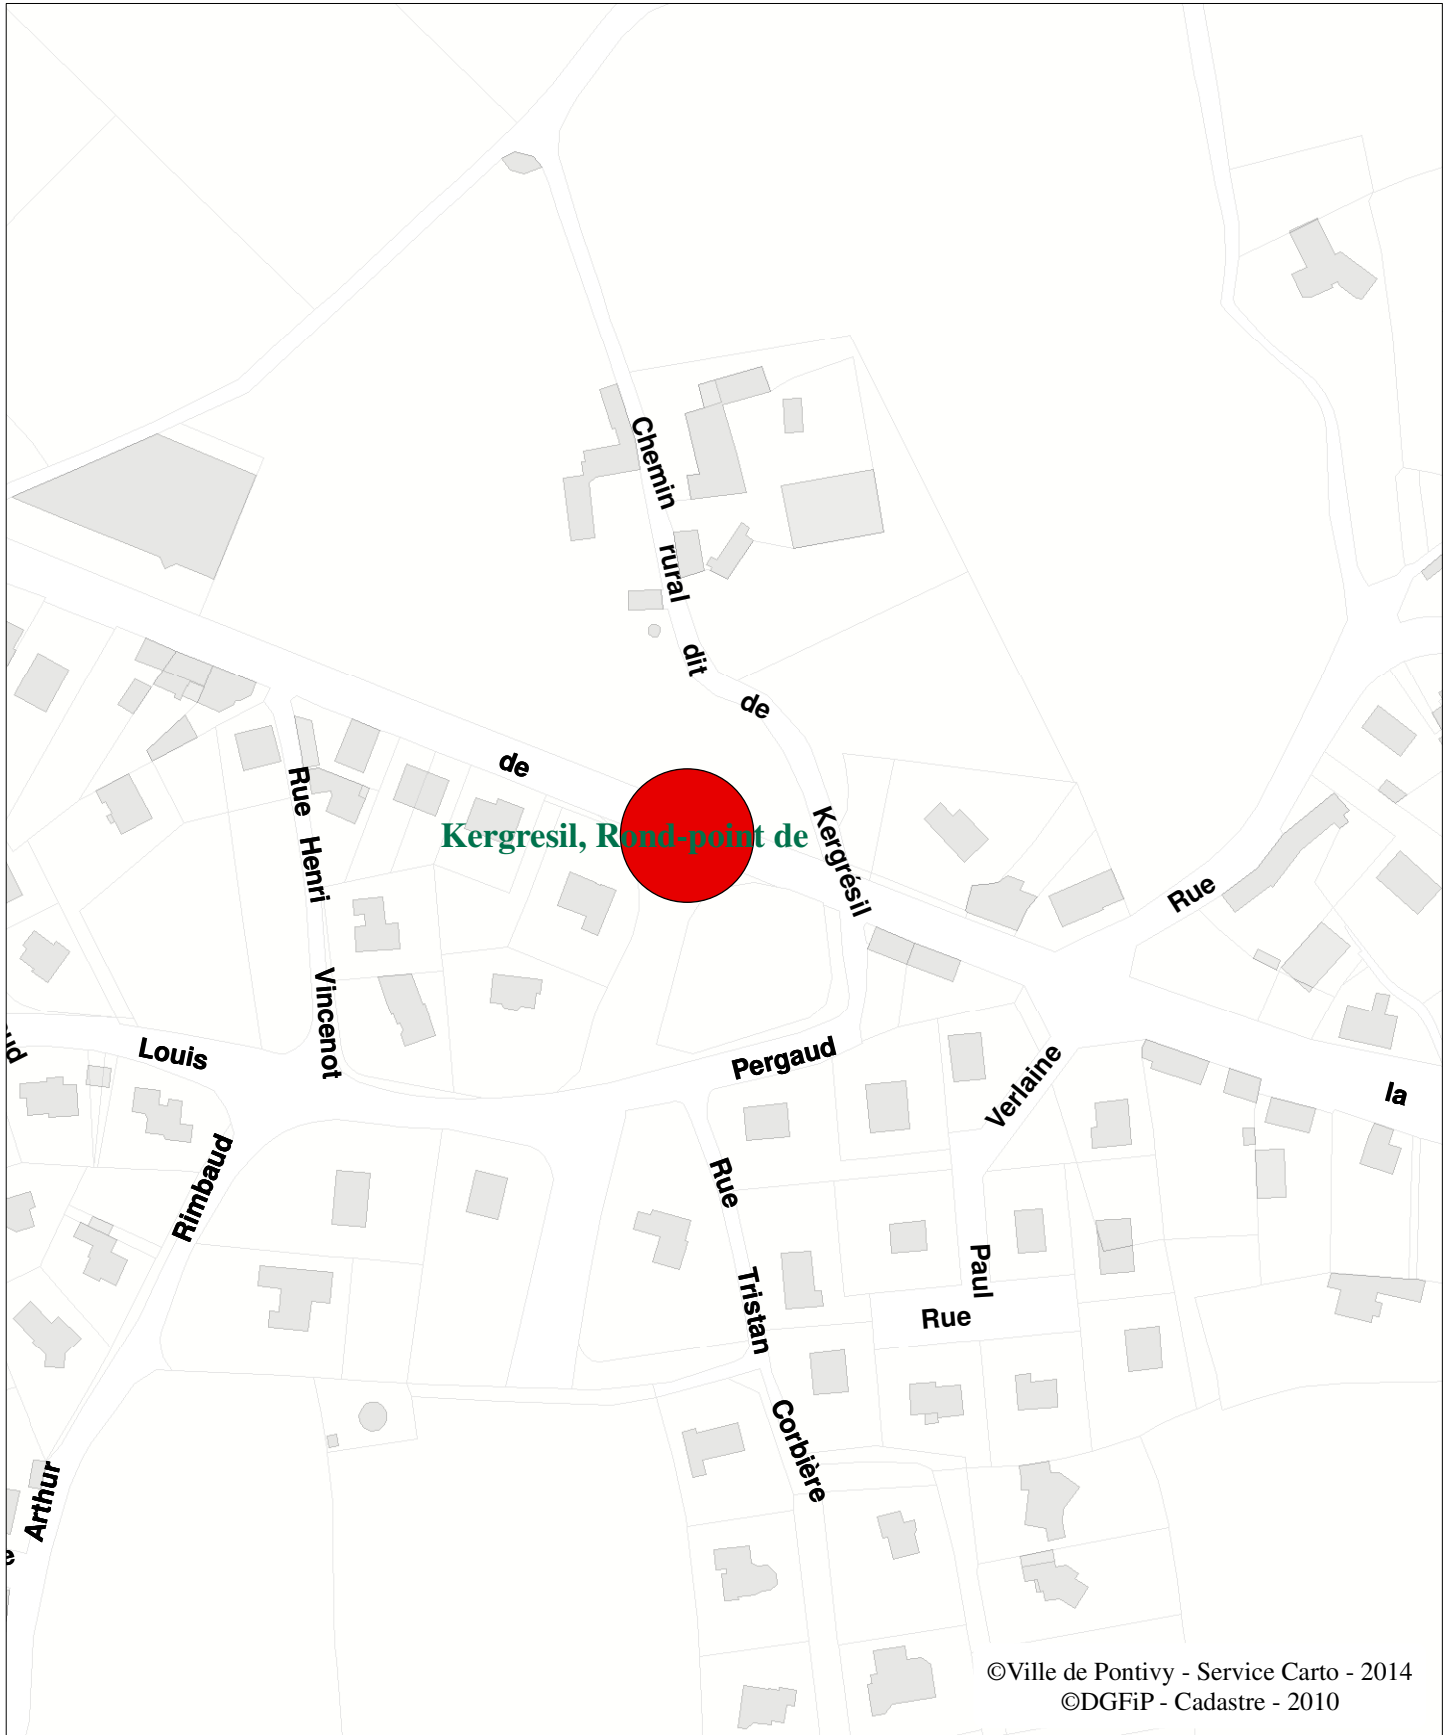 Chemin rural dit de Kergrésil
de
Kergresil, Rond-point de
Rue Henri Vincenot
Rue
Louis
Pergaud
Verlaine
la
Rimbaud
Rue Tristan Corbière
Paul
Rue
Arthur
©Ville de Pontivy - Service Carto - 2014
©DGFiP - Cadastre - 2010